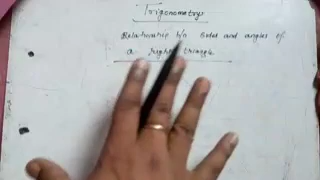 Trigonometry
Relationship b/n Sides and angles of
a right triangle